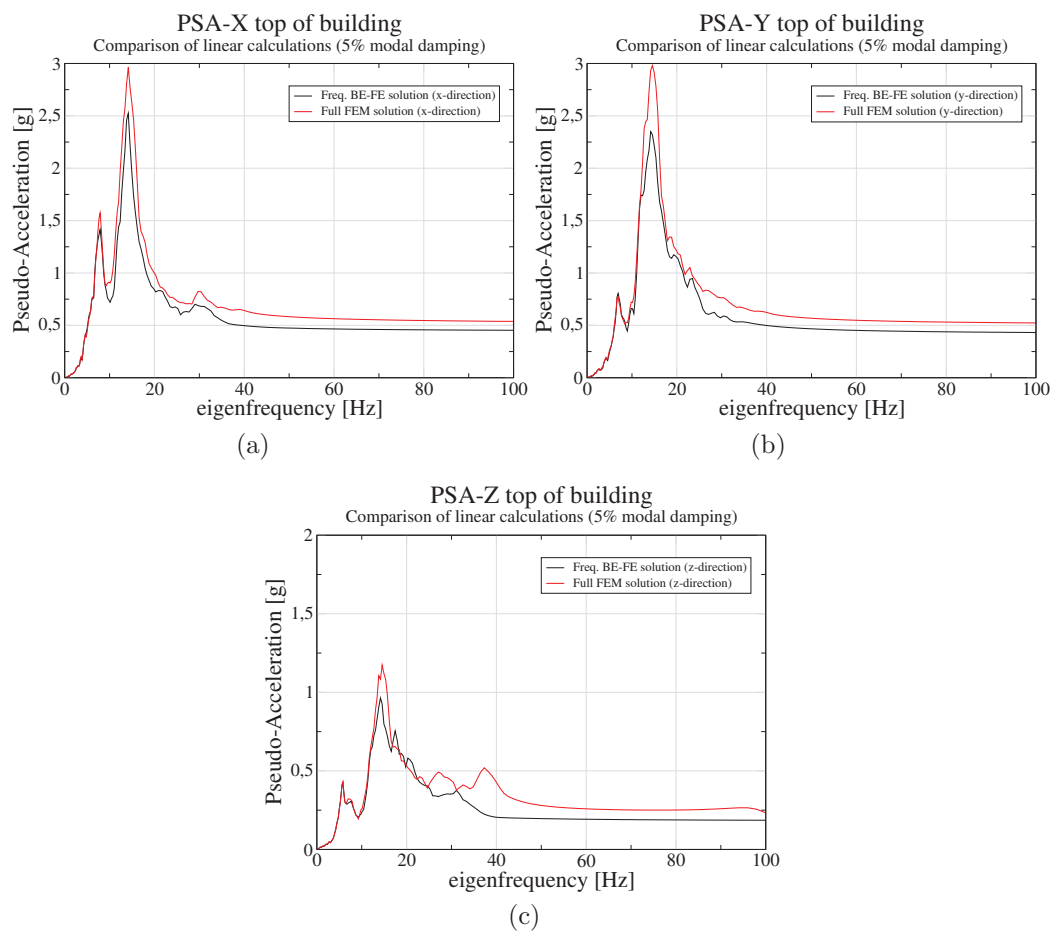 PSA-X top of building
Comparison of linear calculations (5% modal damping)
Pseudo-Acceleration [g]
3
2,5
2
1,5
1
0,5
0
Freq. BE-FE solution (x-direction)
Full FEM solution (x-direction)
0 20 40 60 80 100
eigenfrequency [Hz]
(a)
PSA-Y top of building
Comparison of linear calculations (5% modal damping)
Pseudo-Acceleration [g]
3
2,5
2
1,5
1
0,5
0
Freq. BE-FE solution (y-direction)
Full FEM solution (y-direction)
0 20 40 60 80 100
eigenfrequency [Hz]
(b)
PSA-Z top of building
Comparison of linear calculations (5% modal damping)
Pseudo-Acceleration [g]
2
1,5
1
0,5
0
Freq. BE-FE solution (z-direction)
Full FEM solution (z-direction)
0 20 40 60 80 100
eigenfrequency [Hz]
(c)